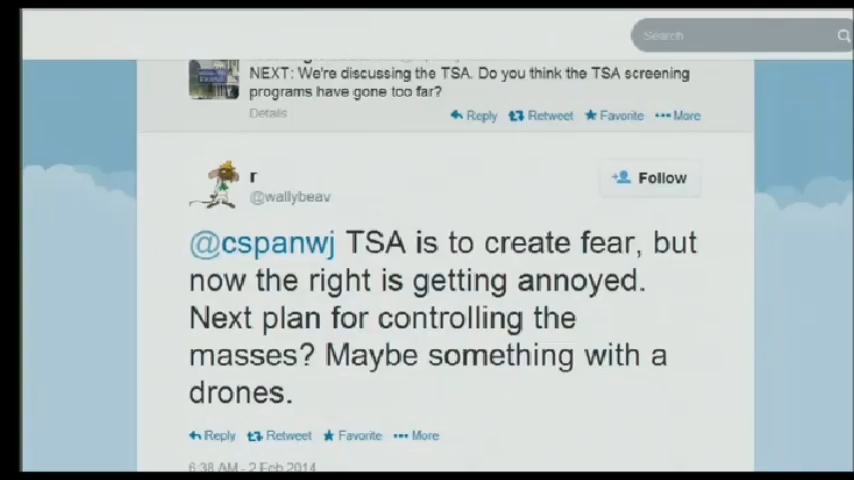 Search
NEXT: We're discussing the TSA. Do you think the TSA screening
programs have gone too far?
Details
Reply Retweet Favorite More
r
@wallybeav
Follow
@cspanwj TSA is to create fear, but
now the right is getting annoyed.
Next plan for controlling the
masses? Maybe something with a
drones.
Reply Retweet Favorite More
6:38 AM - 2 Feb 2014